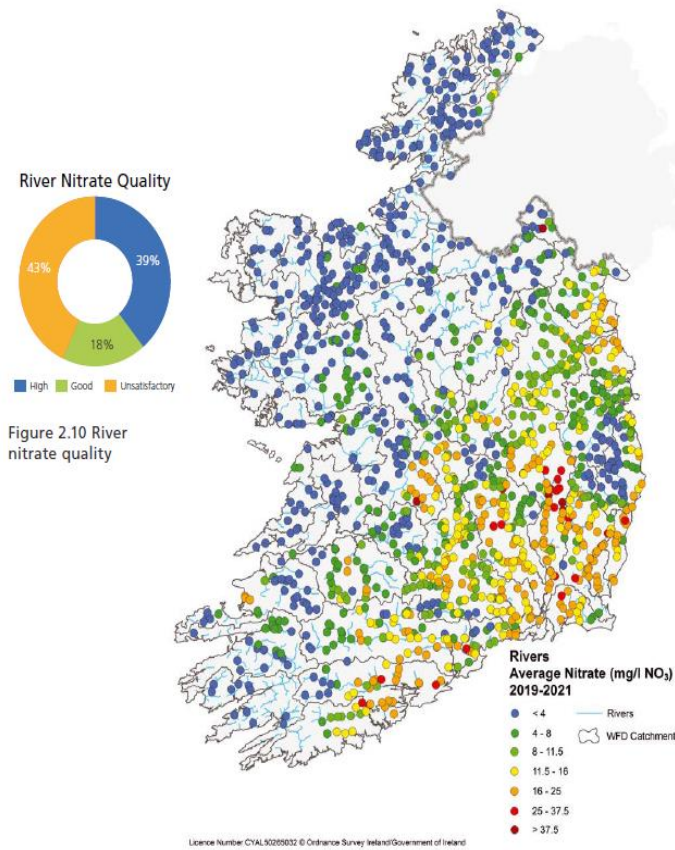 River Nitrate Quality
43%
39%
18%
High
Good
Unsatisfactory
Figure 2.10 River
nitrate quality
Rivers
Average Nitrate (mg/l NO₃)
2019-2021
< 4
4 - 8
8 - 11.5
11.5 - 16
16 - 25
25 - 37.5
> 37.5
Rivers
WFD Catchment
Licence Number CYAL50265032 © Ordnance Survey Ireland/Government of Ireland